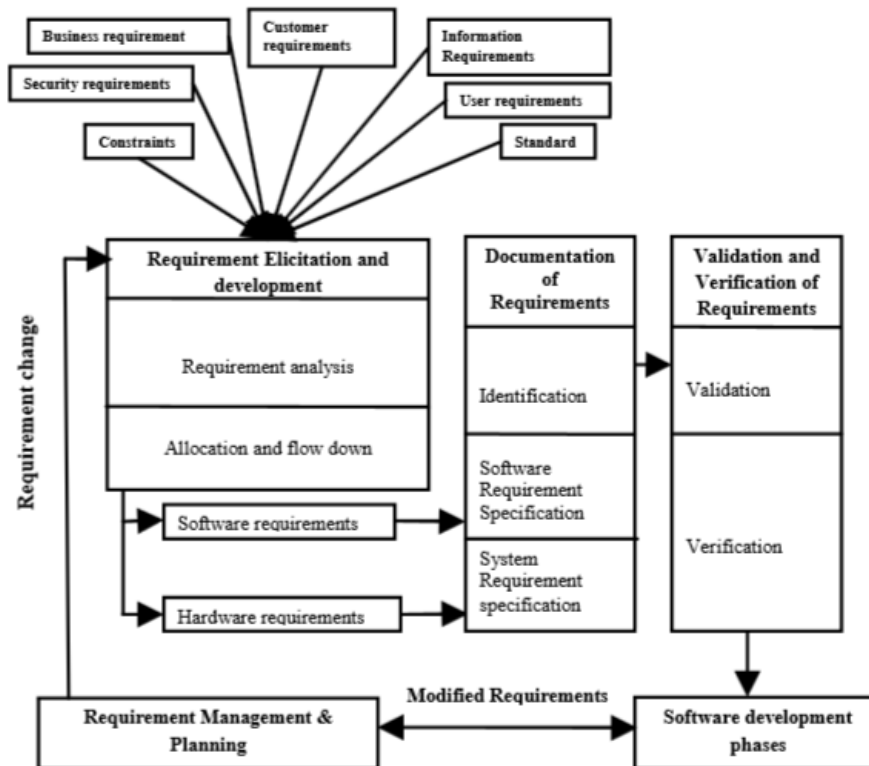 Business requirement
Customer
requirements
Information
Requirements
Security requirements
User requirements
Constraints
Standard
Requirement Elicitation and
development
Requirement analysis
Allocation and flow down
Software requirements
Hardware requirements
Documentation
of
Requirements
Identification
Software
Requirement
Specification
System
Requirement
specification
Validation and
Verification of
Requirements
Validation
Verification
Requirement change
Modified Requirements
Requirement Management &
Planning
Software development
phases